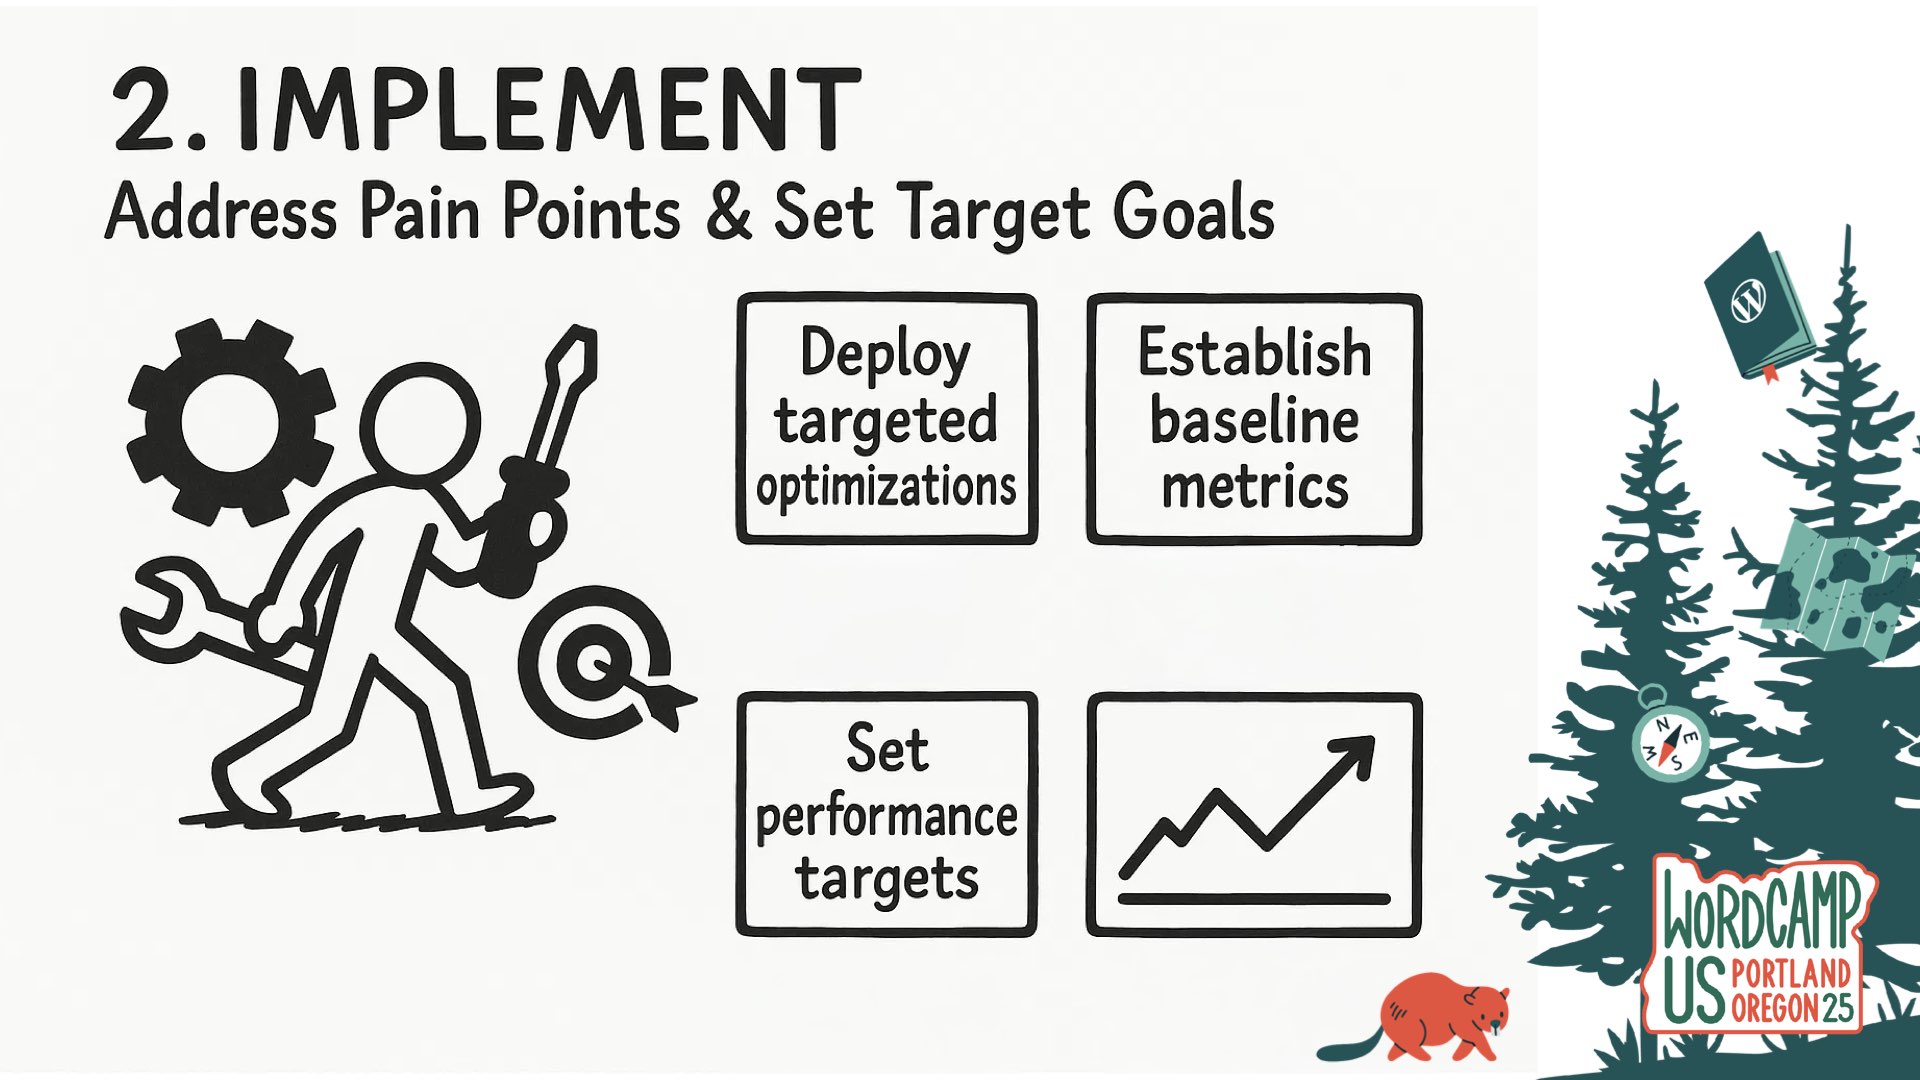 2. IMPLEMENT
Address Pain Points & Set Target Goals
Deploy
targeted
optimizations
Establish
baseline
metrics
Set
performance
targets
W
N
E
S
W
WORDCAMP
US PORTLAND
OREGON 25